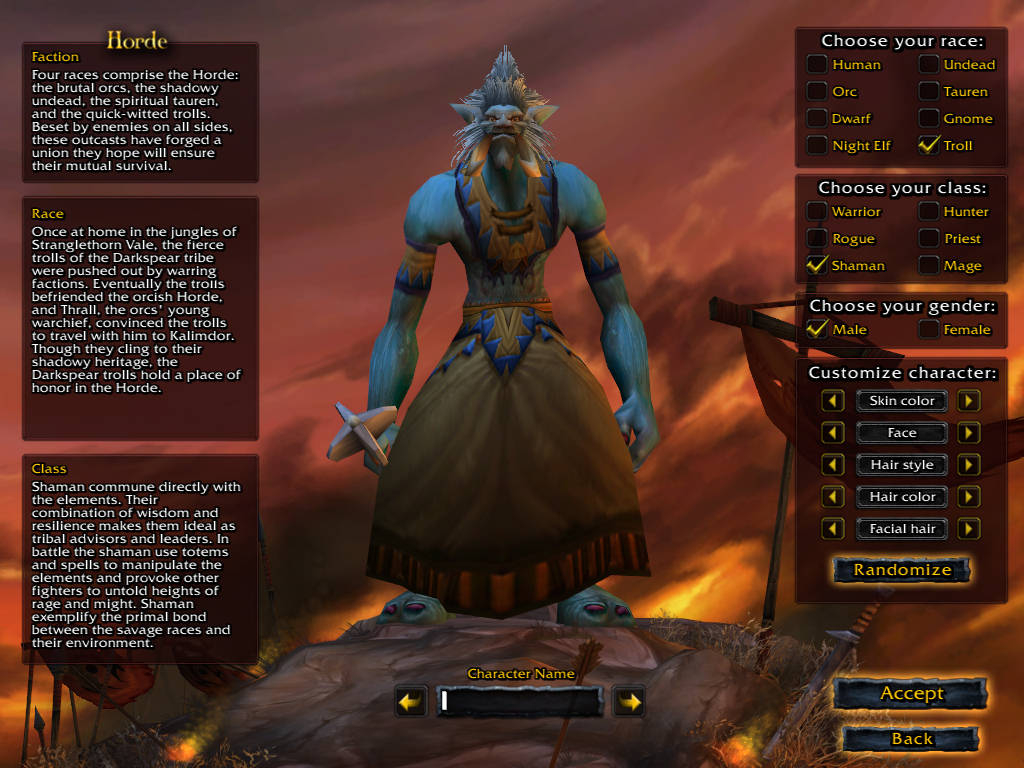 Horde
Faction
Four races comprise the Horde:
the brutal orcs, the shadowy
undead, the spiritual tauren,
and the quick-witted trolls.
Beset by enemies on all sides,
these outcasts have forged a
union they hope will ensure
their mutual survival.
Race
Once at home in the jungles of
Stranglethorn Vale, the fierce
trolls of the Darkspear tribe
were pushed out by warring
factions. Eventually the trolls
befriended the orcish Horde,
and Thrall, the orcs' young
warchief, convinced the trolls
to travel with him to Kalimdor.
Though they cling to their
shadowy heritage, the
Darkspear trolls hold a place of
honor in the Horde.
Class
Shaman commune directly with
the elements. Their
combination of wisdom and
resilience makes them ideal as
tribal advisors and leaders. In
battle the shaman use totems
and spells to manipulate the
elements and provoke other
fighters to untold heights of
rage and might. Shaman
exemplify the primal bond
between the savage races and
their environment.
Character Name
Choose your race:
Human Undead
Orc Tauren
Dwarf Gnome
Night Elf Troll
Choose your class:
Warrior Hunter
Rogue Priest
Shaman Mage
Choose your gender:
Male Female
Customize character:
Skin color
Face
Hair style
Hair color
Facial hair
Randomize
Accept
Back